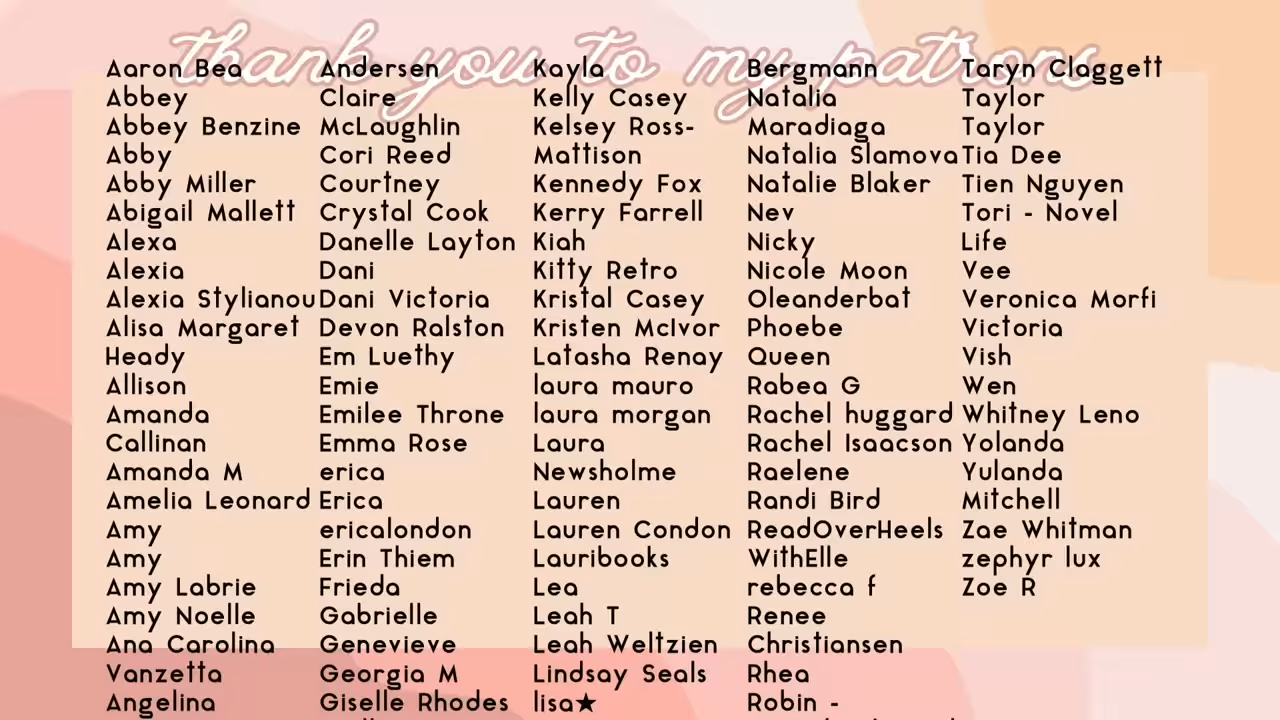 thank you to my patrons
Aaron Bea
Abbey
Abbey Benzine
Abby
Abby Miller
Abigail Mallett
Alexa
Alexia
Alexia Stylianou
Alisa Margaret
Heady
Allison
Amanda
Callinan
Amanda M
Amelia Leonard
Amy
Amy
Amy Labrie
Amy Noelle
Ana Carolina
Vanzetta
Angelina
Andersen
Claire
McLaughlin
Cori Reed
Courtney
Crystal Cook
Danelle Layton
Dani
Dani Victoria
Devon Ralston
Em Luethy
Emie
Emilee Throne
Emma Rose
erica
Erica
ericalondon
Erin Thiem
Frieda
Gabrielle
Genevieve
Georgia M
Giselle Rhodes
Kayla
Kelly Casey
Kelsey Ross-
Mattison
Kennedy Fox
Kerry Farrell
Kiah
Kitty Retro
Kristal Casey
Kristen McIvor
Latasha Renay
laura mauro
laura morgan
Laura
Newsholme
Lauren
Lauren Condon
Lauribooks
Lea
Leah T
Leah Weltzien
Lindsay Seals
lisa★
Bergmann
Natalia
Maradiaga
Natalia Slamova
Natalie Blaker
Nev
Nicky
Nicole Moon
Oleanderbat
Phoebe
Queen
Rabea G
Rachel huggard
Rachel Isaacson
Raelene
Randi Bird
ReadOverHeels
WithElle
rebecca f
Renee
Christiansen
Rhea
Robin -
Taryn Claggett
Taylor
Taylor
Tia Dee
Tien Nguyen
Tori - Novel
Life
Vee
Veronica Morfi
Victoria
Vish
Wen
Whitney Leno
Yolanda
Yulanda
Mitchell
Zae Whitman
zephyr lux
Zoe R